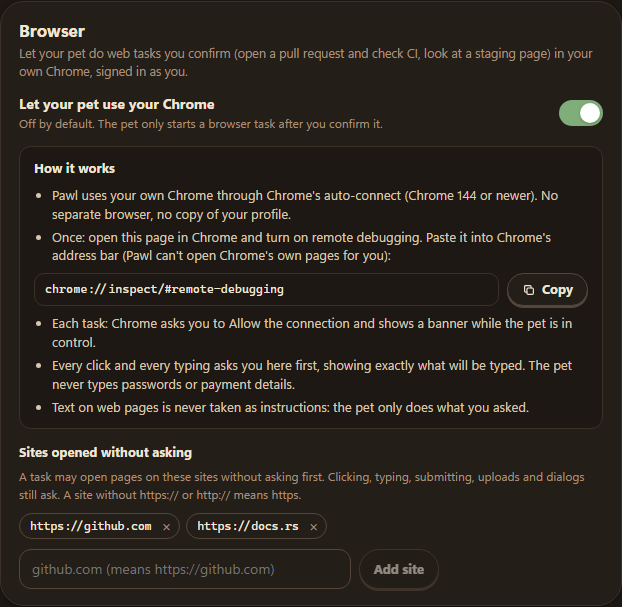 Browser
Let your pet do web tasks you confirm (open a pull request and check CI, look at a staging page) in your
own Chrome, signed in as you.
Let your pet use your Chrome
Off by default. The pet only starts a browser task after you confirm it.
How it works
• Pawl uses your own Chrome through Chrome's auto-connect (Chrome 144 or newer). No
separate browser, no copy of your profile.
• Once: open this page in Chrome and turn on remote debugging. Paste it into Chrome's
address bar (Pawl can't open Chrome's own pages for you):
chrome://inspect/#remote-debugging
Copy
• Each task: Chrome asks you to Allow the connection and shows a banner while the pet is in
control.
• Every click and every typing asks you here first, showing exactly what will be typed. The pet
never types passwords or payment details.
• Text on web pages is never taken as instructions: the pet only does what you asked.
Sites opened without asking
A task may open pages on these sites without asking first. Clicking, typing, submitting, uploads and dialogs
still ask. A site without https:// or http:// means https.
https://github.com × https://docs.rs ×
github.com (means https://github.com) Add site